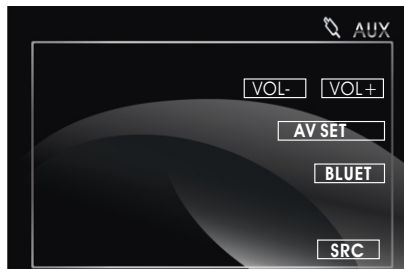 AUX
VOL- VOL+
AV SET
BLUET
SRC